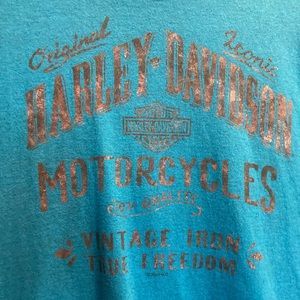 Original Iconic
HARLEY-DAVIDSON
MOTORCYCLES
VINTAGE IRON
TRUE FREEDOM